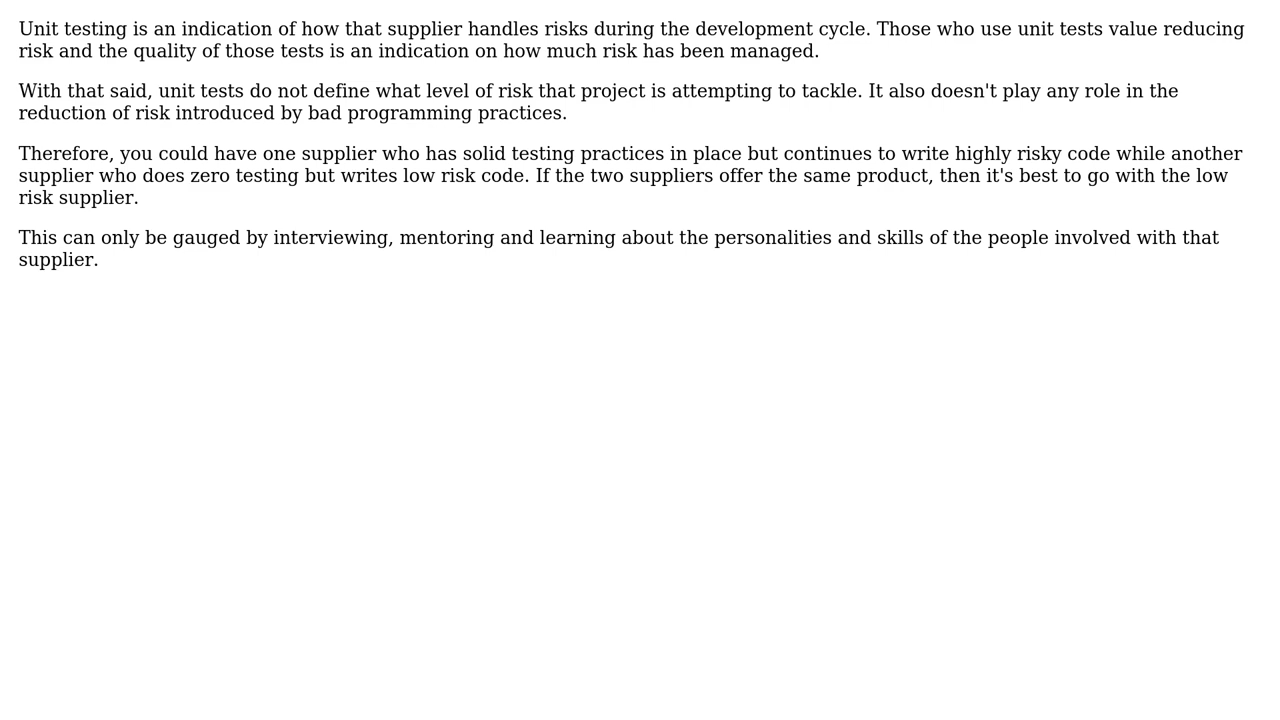 Unit testing is an indication of how that supplier handles risks during the development cycle. Those who use unit tests value reducing
risk and the quality of those tests is an indication on how much risk has been managed.
With that said, unit tests do not define what level of risk that project is attempting to tackle. It also doesn't play any role in the
reduction of risk introduced by bad programming practices.
Therefore, you could have one supplier who has solid testing practices in place but continues to write highly risky code while another
supplier who does zero testing but writes low risk code. If the two suppliers offer the same product, then it's best to go with the low
risk supplier.
This can only be gauged by interviewing, mentoring and learning about the personalities and skills of the people involved with that
supplier.